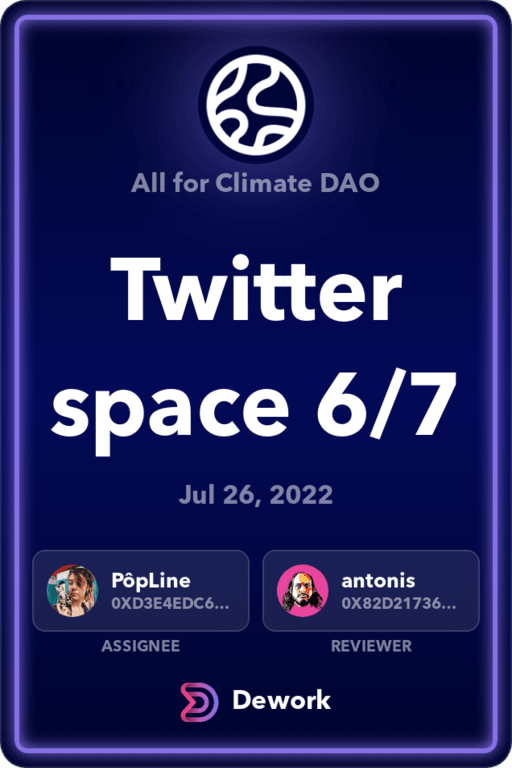 All for Climate DAO
Twitter
space 6/7
Jul 26, 2022
PôpLine
0XD3E4EDC6...
antonis
0X82D21736...
ASSIGNEE
REVIEWER
Dework